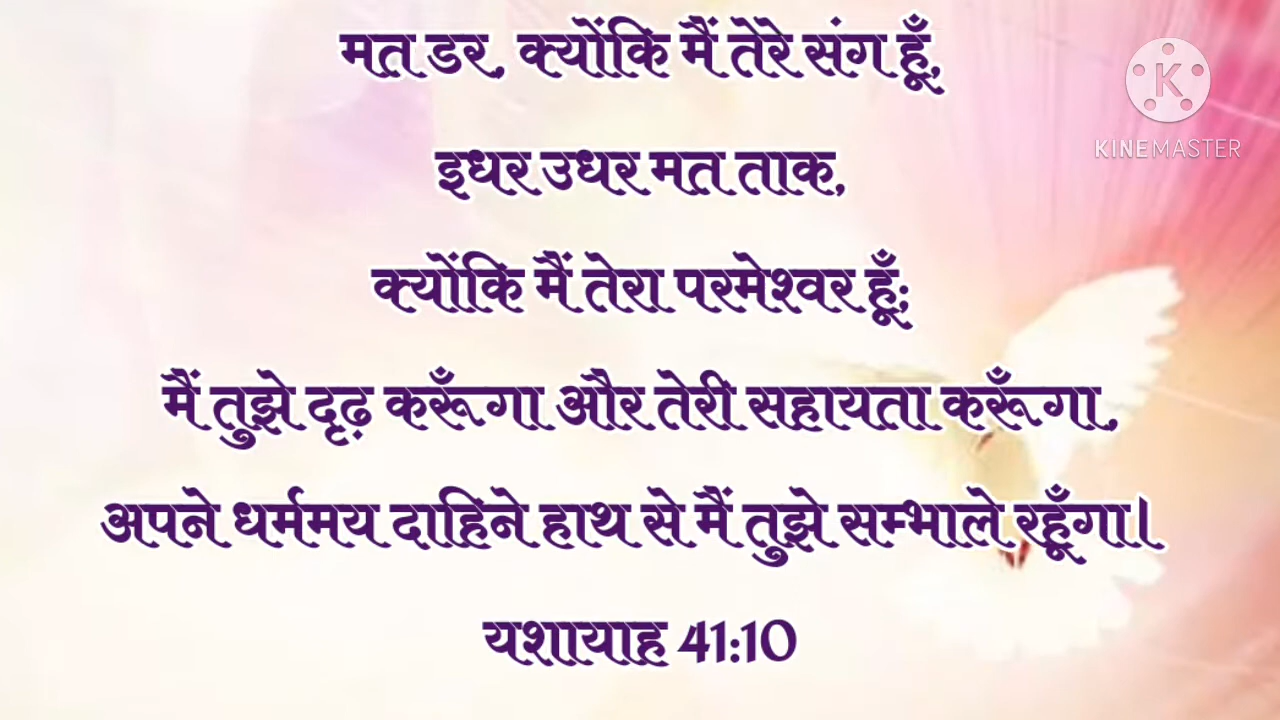 मत डर, क्योंकि मैं तेरे संग हूँ,
इधर उधर मत ताक,
क्योंकि मैं तेरा परमेश्वर हूँ;
मैं तुझे दृढ़ करूँगा और तेरी सहायता करूँगा,
अपने धर्ममय दाहिने हाथ से मैं तुझे सम्भाले रहूँगा।
यशायाह 41:10
K
KINEMASTER